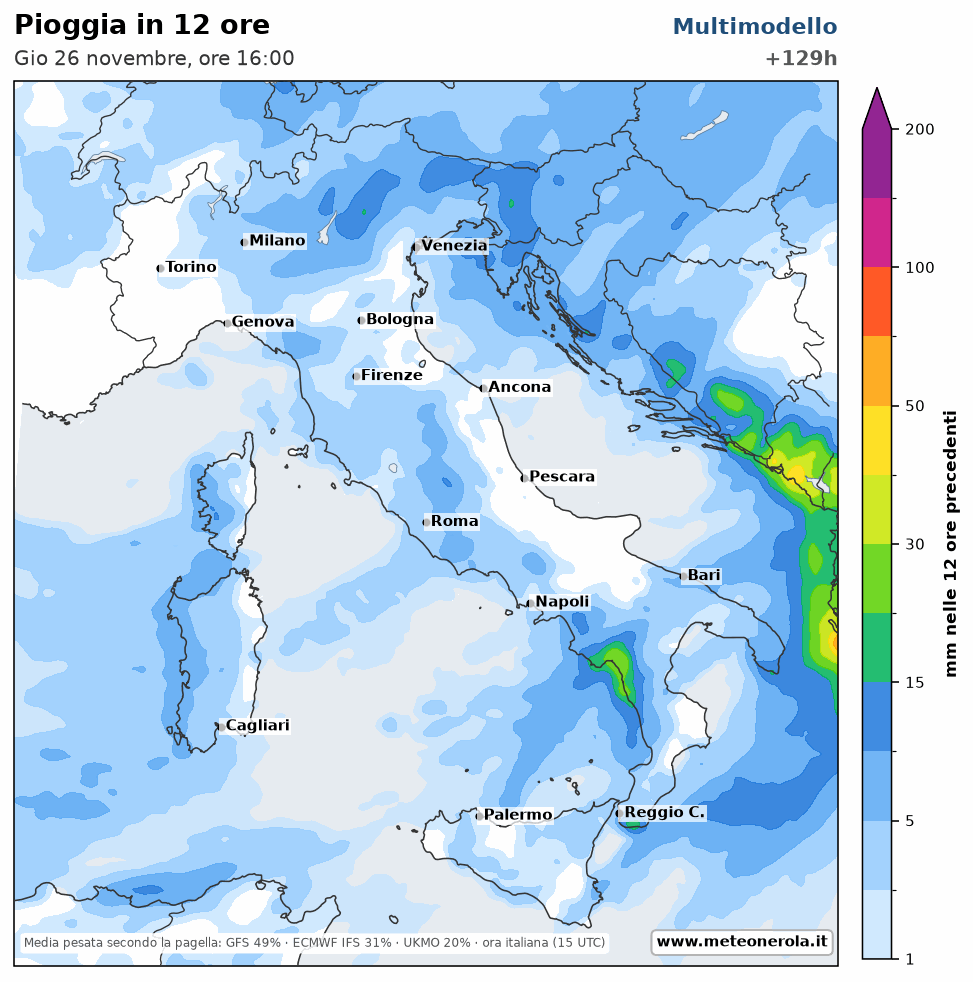 Pioggia in 12 ore
Multimodello
Gio 26 novembre, ore 16:00
+129h
200
100
50
30
15
5
1
mm nelle 12 ore precedenti
Milano
Venezia
Torino
Genova
Bologna
Firenze
Ancona
Pescara
Roma
Bari
Napoli
Cagliari
Palermo
Reggio C.
Media pesata secondo la pagella: GFS 49% · ECMWF IFS 31% · UKMO 20% · ora italiana (15 UTC)
www.meteonerola.it